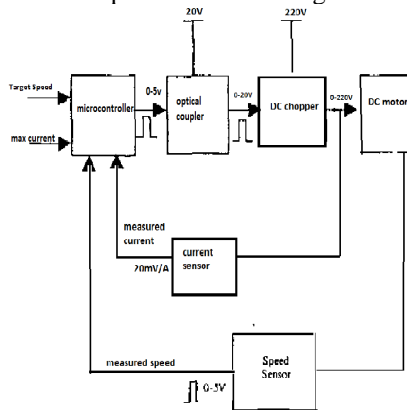 20V
220V
Target Speed
max current
microcontroller
0-5v
optical
coupler
0-20V
DC chopper
0-220V
DC motor
measured
current
20mV/A
current
sensor
measured speed
0-5V
Speed
Sensor